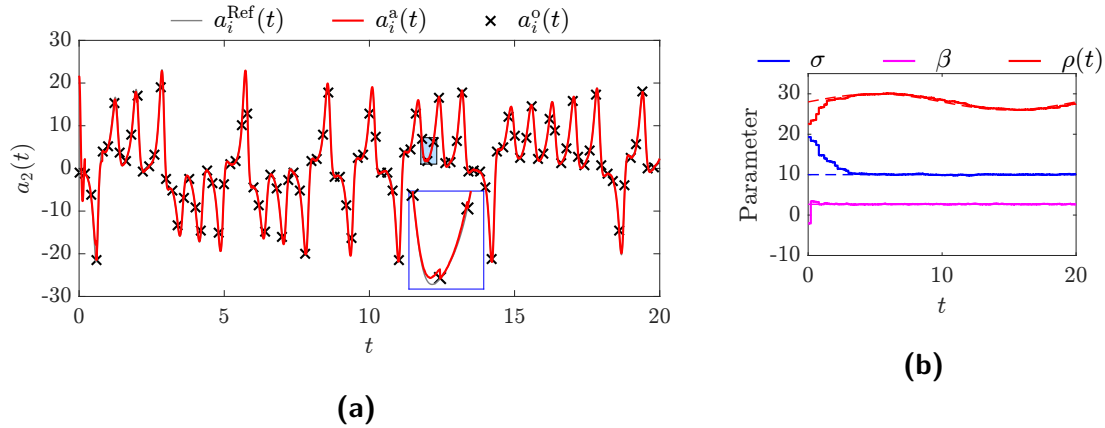 a_i^Ref(t) a_i^a(t) a_i^o(t)
30
20
10
0
-10
-20
-30
a_2(t)
0 5 10 15 20
t
(a)
σ β ρ(t)
30
20
10
0
-10
Parameter
0 10 20
t
(b)